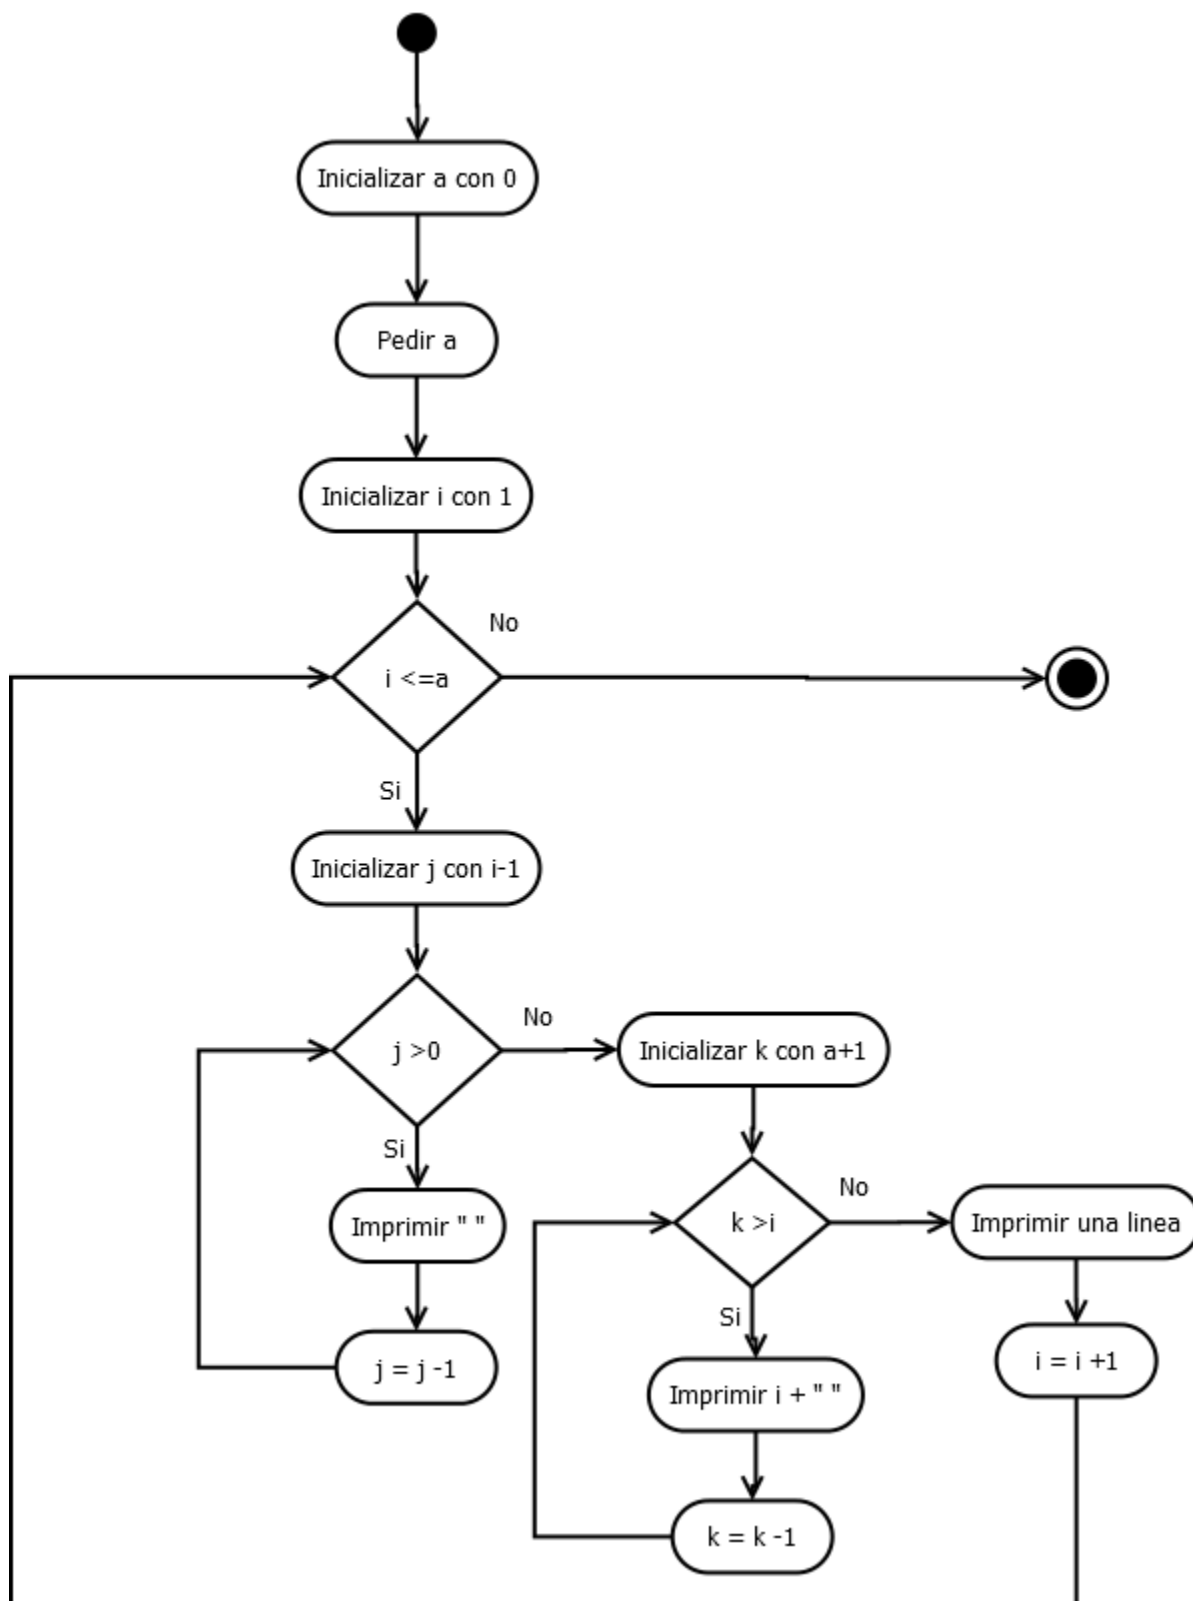 Inicializar a con 0
Pedir a
Inicializar i con 1
No
i <=a
Si
Inicializar j con i-1
No
j >0
Inicializar k con a+1
Si
Imprimir " "
j = j -1
No
k >i
Imprimir una linea
Si
i = i +1
Imprimir i + " "
k = k -1